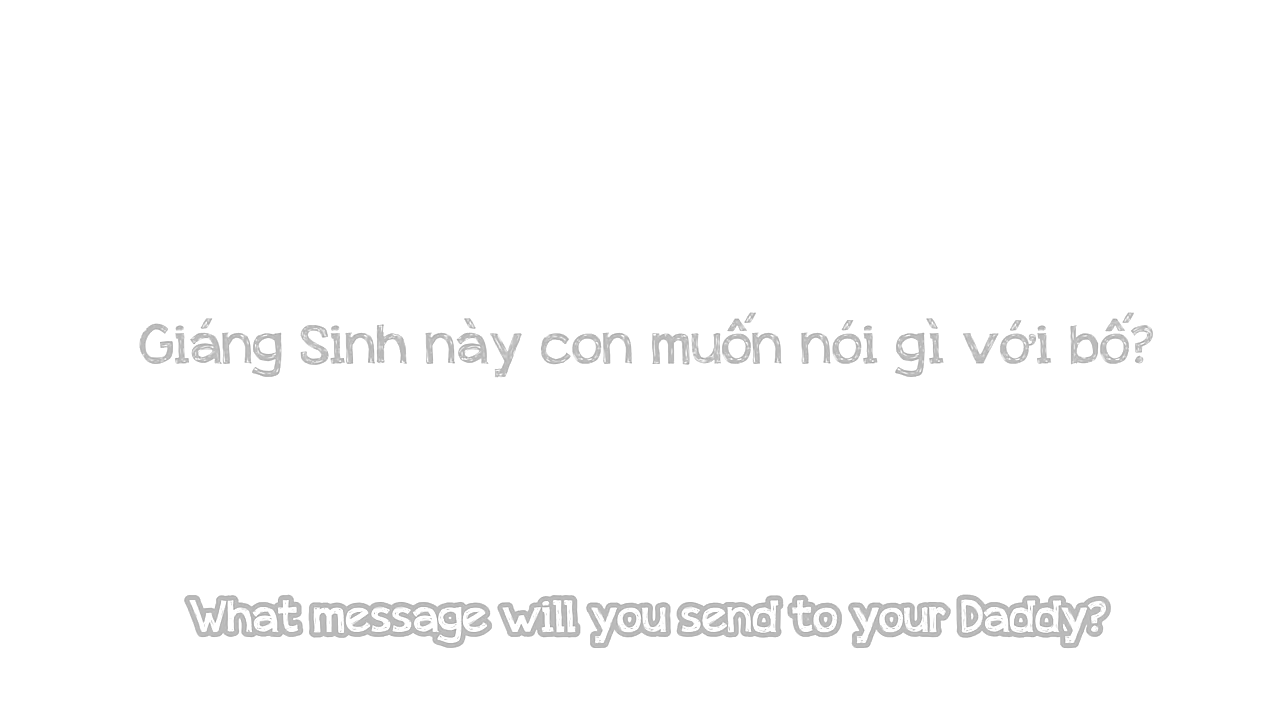 Giáng Sinh này con muốn nói gì với bố?
What message will you send to your Daddy?